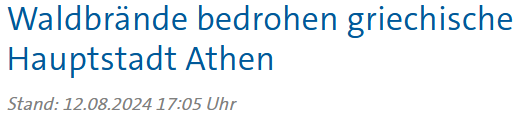 Waldbrände bedrohen griechische
Hauptstadt Athen
Stand: 12.08.2024 17:05 Uhr